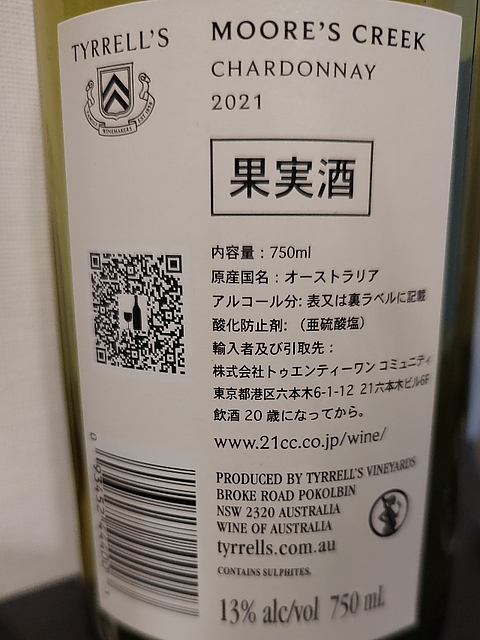 TYRRELL'S
WINEMAKERS
MOORE'S CREEK
CHARDONNAY
2021
果実酒
内容量：750ml
原産国名：オーストラリア
アルコール分: 表又は裏ラベルに記載
酸化防止剤: （亜硫酸塩）
輸入者及び引取先：
株式会社トゥエンティーワン コミュニティ
東京都港区六本木6-1-12 21六本木ビル6F
飲酒 20 歳になってから。
www.21cc.co.jp/wine/
PRODUCED BY TYRRELL'S VINEYARDS
BROKE ROAD POKOLBIN
NSW 2320 AUSTRALIA
WINE OF AUSTRALIA
tyrrells.com.au
CONTAINS SULPHITES.
13% alc/vol 750 mL